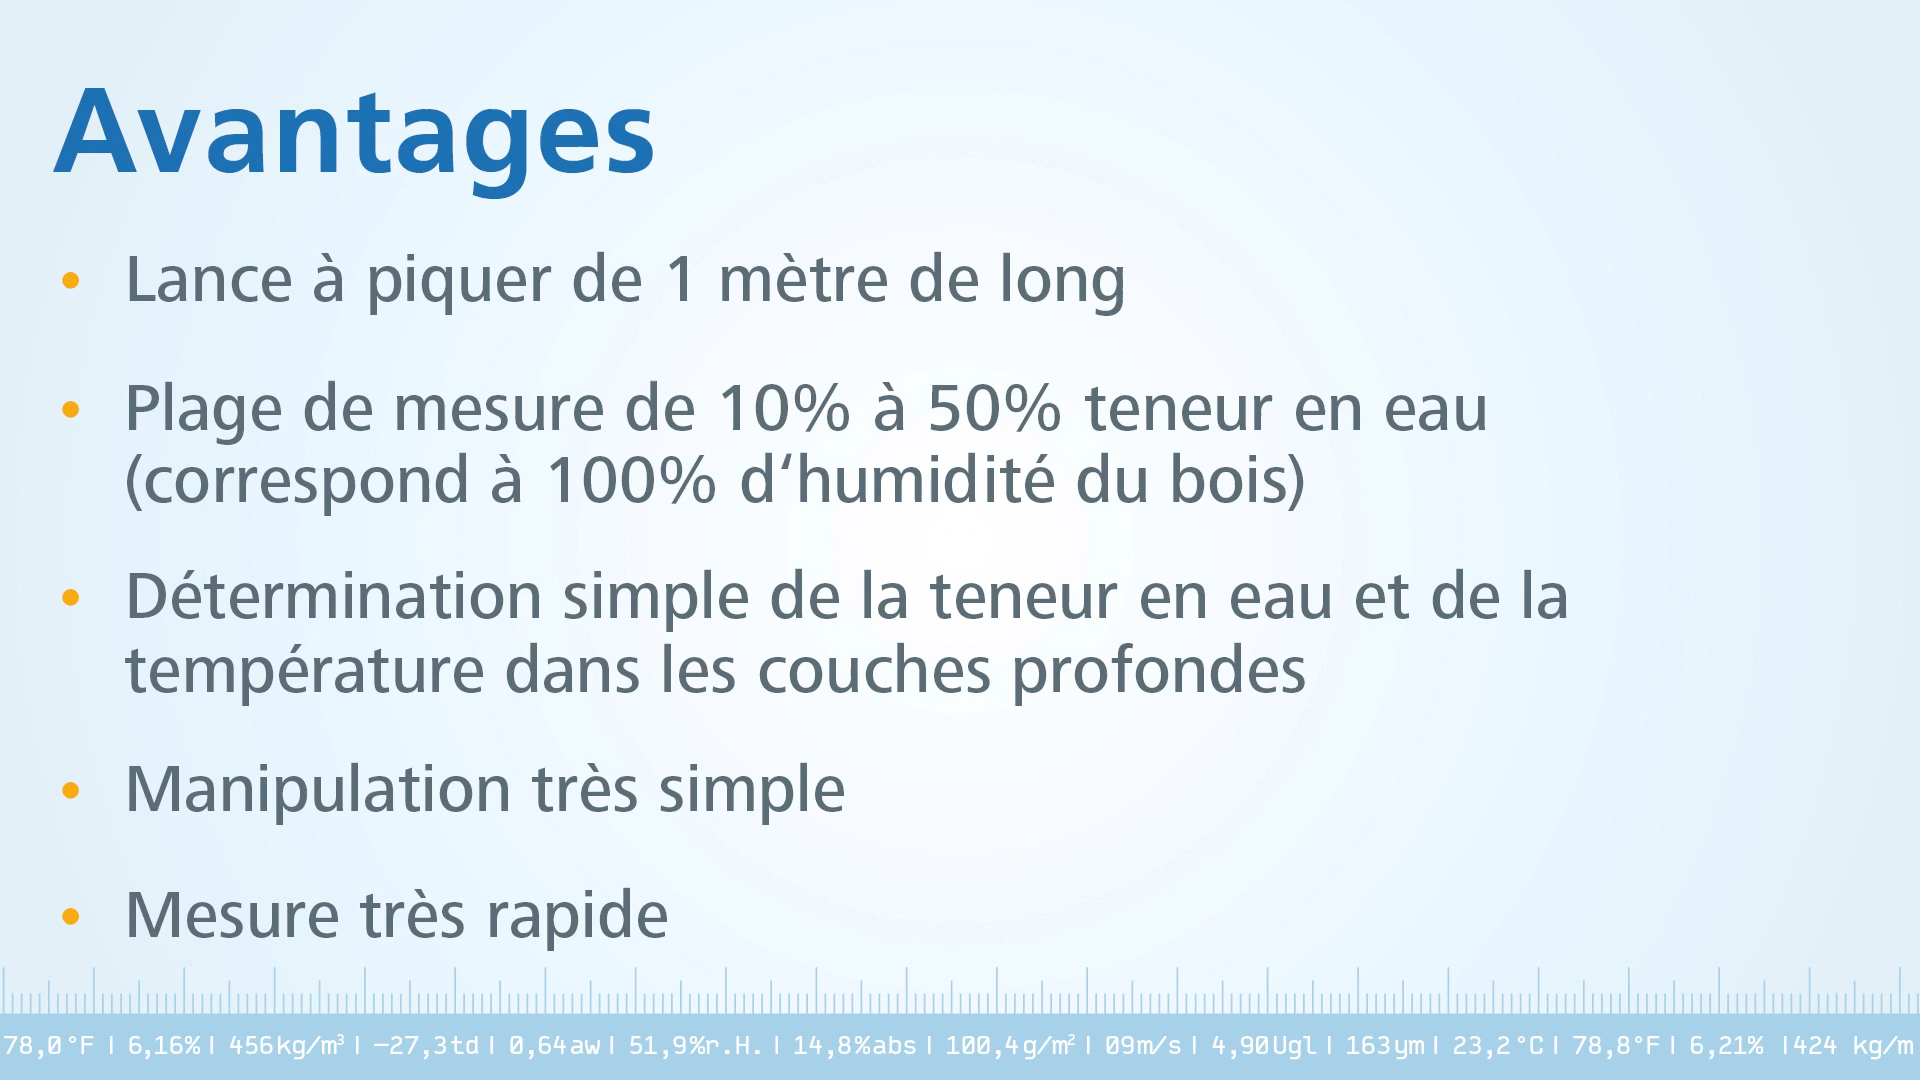 Avantages
• Lance à piquer de 1 mètre de long
• Plage de mesure de 10% à 50% teneur en eau
(correspond à 100% d‘humidité du bois)
• Détermination simple de la teneur en eau et de la
température dans les couches profondes
• Manipulation très simple
• Mesure très rapide
78,0°F | 6,16% | 456kg/m³ | –27,3td | 0,64aw | 51,9%r.H. | 14,8%abs | 100,4g/m² | 09m/s | 4,90Ugl | 163ym | 23,2°C | 78,8°F | 6,21% | 424 kg/m